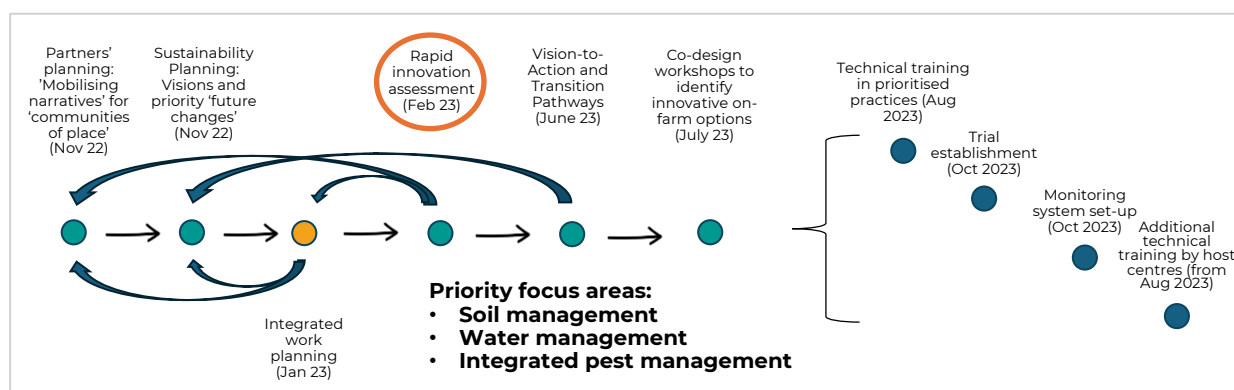 Partners'
planning:
'Mobilising
narratives' for
'communities
of place'
(Nov 22)
Sustainability
Planning:
Visions and
priority 'future
changes'
(Nov 22)
Rapid
innovation
assessment
(Feb 23)
Vision-to-
Action and
Transition
Pathways
(June 23)
Co-design
workshops to
identify
innovative on-
farm options
(July 23)
Technical training
in prioritised
practices (Aug
2023)
Trial
establishment
(Oct 2023)
Monitoring
system set-up
(Oct 2023)
Additional
technical
training by host
centres (from
Aug 2023)
Integrated
work
planning
(Jan 23)
Priority focus areas:
• Soil management
• Water management
• Integrated pest management